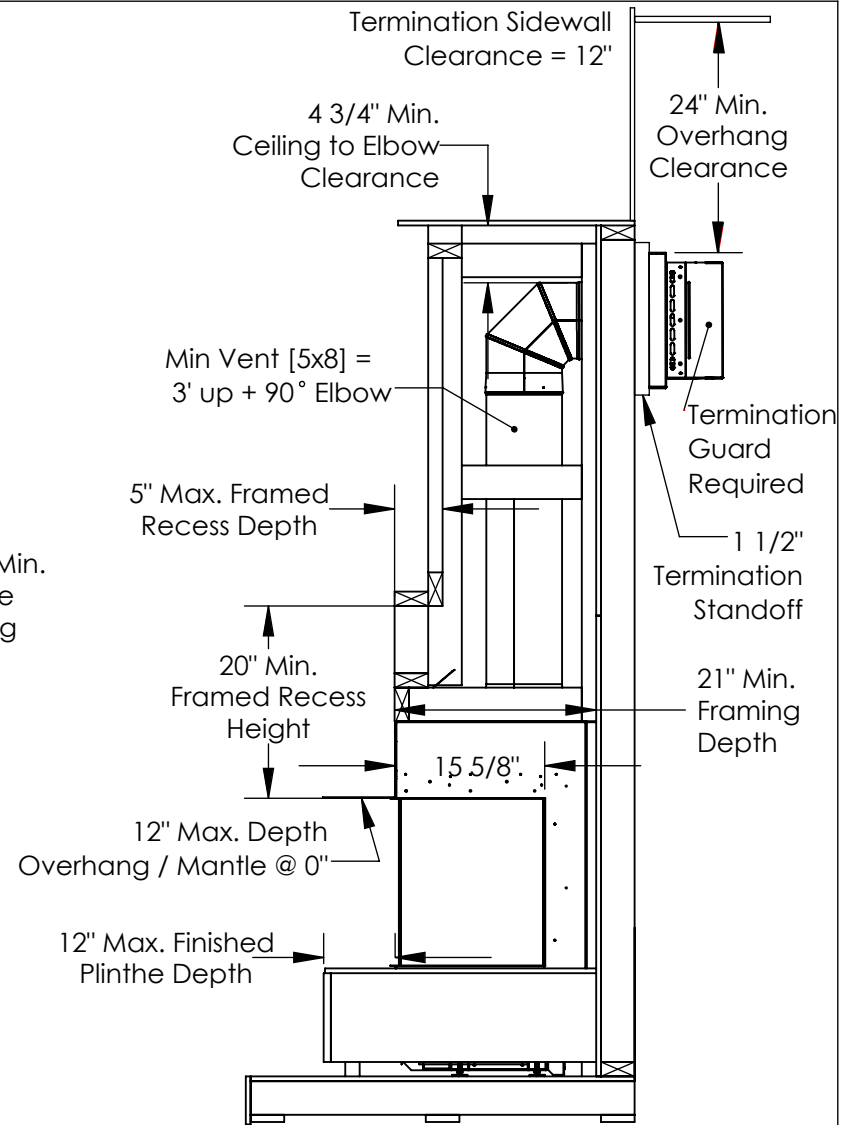 Termination Sidewall
Clearance = 12"
4 3/4" Min.
Ceiling to Elbow
Clearance
24" Min.
Overhang
Clearance
Min Vent [5x8] =
3' up + 90° Elbow
Termination
Guard
Required
5" Max. Framed
Recess Depth
1 1/2"
Termination
Standoff
Min.
e
g
20" Min.
Framed Recess
Height
21" Min.
Framing
Depth
15 5/8"
12" Max. Depth
Overhang / Mantle @ 0"
12" Max. Finished
Plinthe Depth